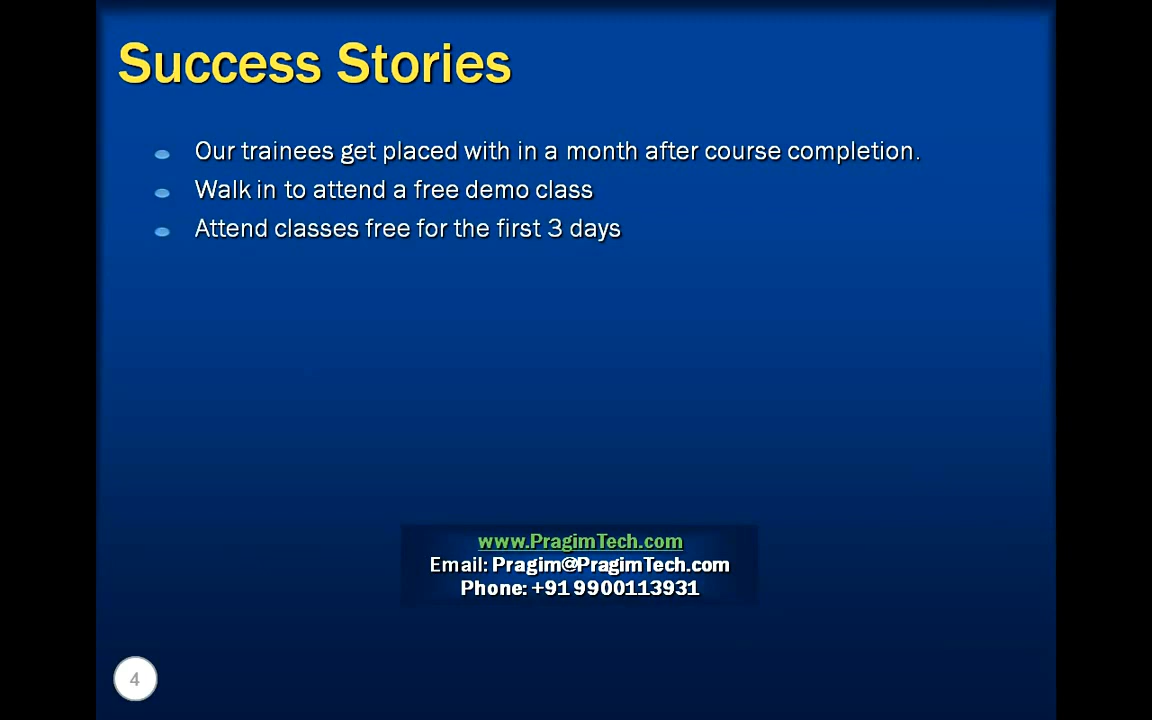 Success Stories
Our trainees get placed with in a month after course completion.
Walk in to attend a free demo class
Attend classes free for the first 3 days
www.PragimTech.com
Email: Pragim@PragimTech.com
Phone: +91 9900113931
4